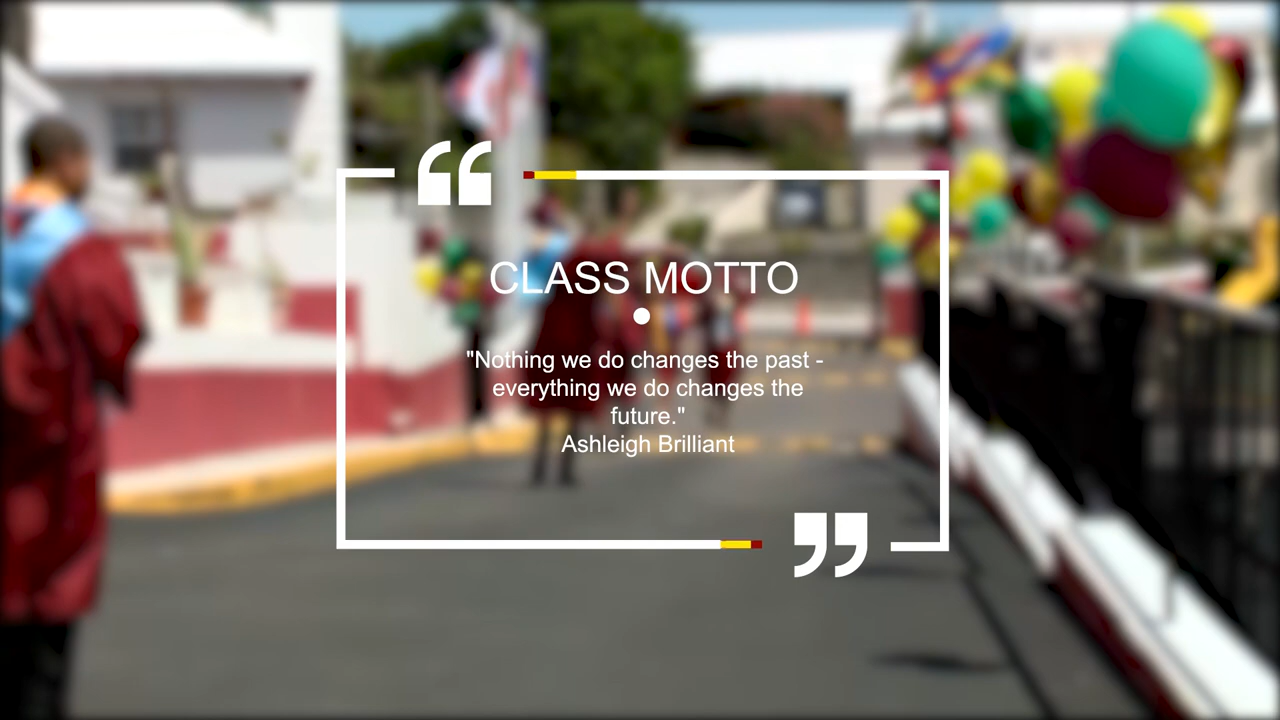 CLASS MOTTO
"Nothing we do changes the past -
everything we do changes the
future."
Ashleigh Brilliant